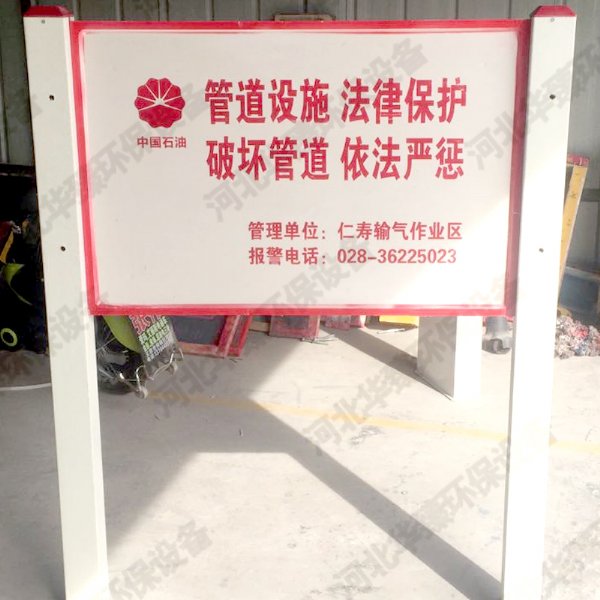 管道设施 法律保护
中国石油
破坏管道 依法严惩
管理单位：仁寿输气作业区
报警电话：028-36225023